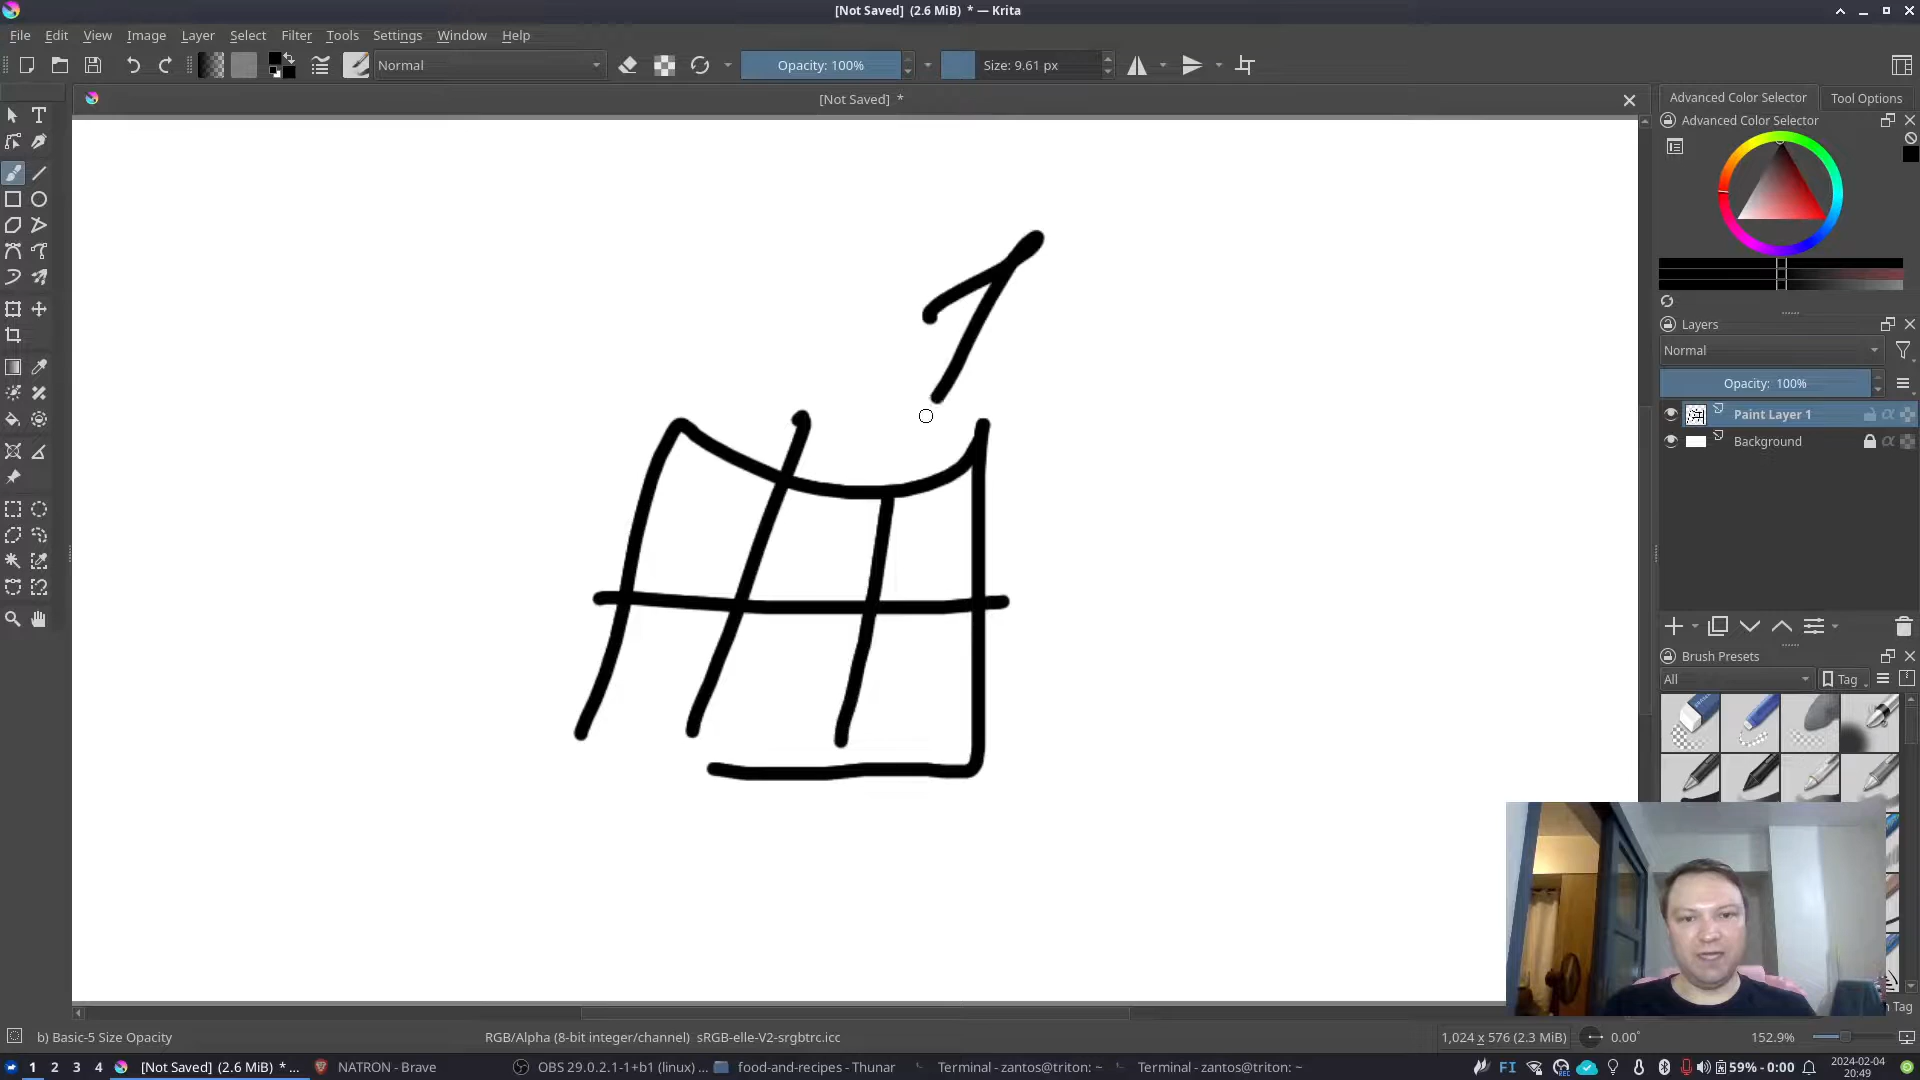 [Not Saved]  (2.6 MiB)  * — Krita
File Edit View Image Layer Select Filter Tools Settings Window Help
Normal Opacity: 100% Size: 9.61 px
[Not Saved]  *
Advanced Color Selector Tool Options
Advanced Color Selector
1
Layers
Normal
Opacity:  100%
Paint Layer 1
Background
Brush Presets
All Tag
Tag
b) Basic-5 Size Opacity RGB/Alpha (8-bit integer/channel)  sRGB-elle-V2-srgbtrc.icc 1,024 x 576 (2.3 MiB) 0.00° 152.9%
1 2 3 4 [Not Saved]  (2.6 MiB)  * ... NATRON - Brave OBS 29.0.2.1-1+b1 (linux) ... food-and-recipes - Thunar Terminal - zantos@triton: ~ Terminal - zantos@triton: ~ FI 59% - 0:00 2024-02-04
20:49